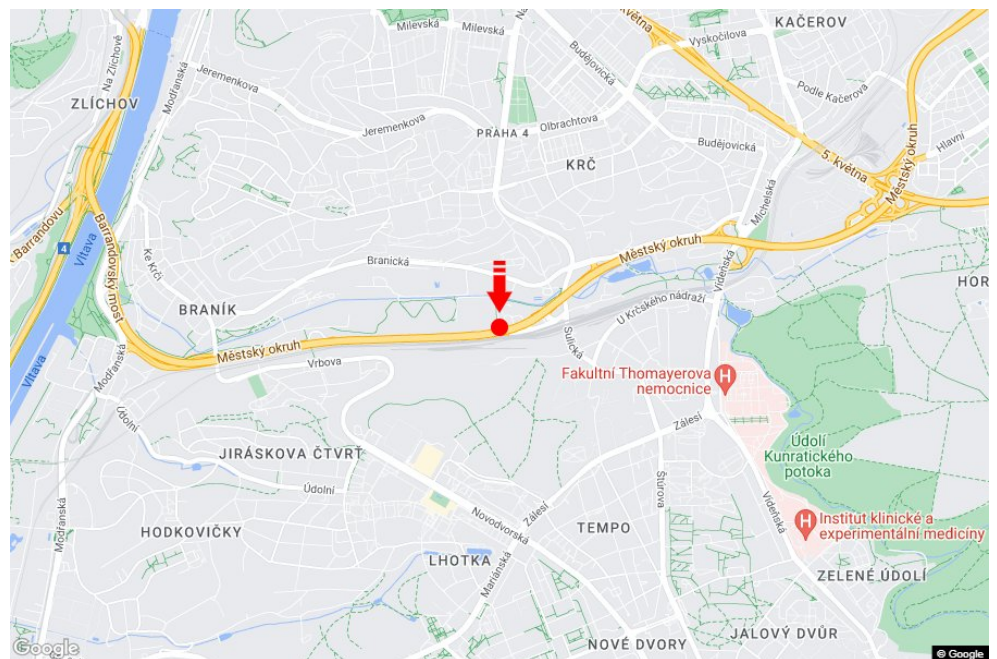 KAČEROV
Milevská
Milevská
května
Vyskočilova
Na Zlíchově
Modřanská
ZLÍCHOV
Jeremenkova
Budějovická
Podle Kačerova
Jeremenkova
PRAHA 4
Olbrachtova
Budějovická
Hlavní
KRČ
5. května
Městský okruh
Michelská
K Barrandovu
4
Vltava
Barrandovský most
Ke Krči
Branická
Městský okruh
Vídeňská
HOR
BRANÍK
U Krčského nádraží
Městský okruh
Sulická
Vltava
Modřanská
Vrbova
Fakultní Thomayerova
nemocnice
H
Údolní
Zálesí
Údolí
Kunratického
potoka
JIRÁSKOVA ČTVRŤ
Údolní
Štúrova
Vídeňská
Novodvorská
Zálesí
Modřanská
HODKOVIČKY
TEMPO
H
Institut klinické a
experimentální medicíny
LHOTKA
Mariánská
ZELENÉ ÚDOLÍ
NOVÉ DVORY
JALOVÝ DVŮR
Google
© Google